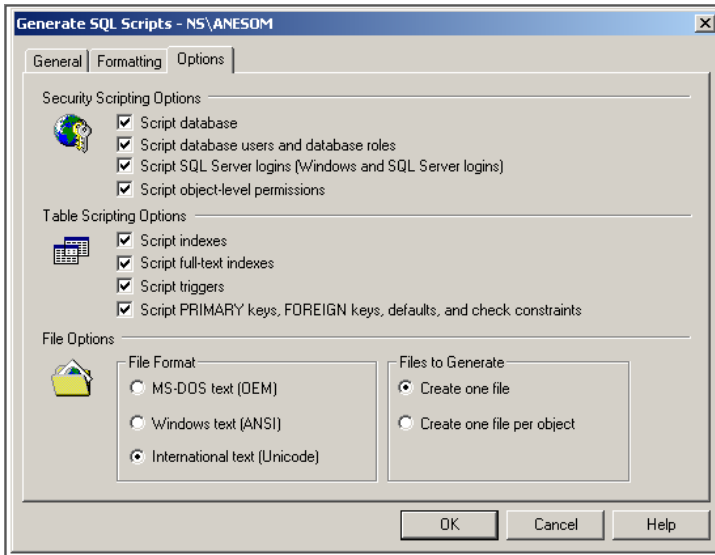 Generate SQL Scripts - NS\ANESOM
General Formatting Options
Security Scripting Options
Script database
Script database users and database roles
Script SQL Server logins (Windows and SQL Server logins)
Script object-level permissions
Table Scripting Options
Script indexes
Script full-text indexes
Script triggers
Script PRIMARY keys, FOREIGN keys, defaults, and check constraints
File Options
File Format
MS-DOS text (OEM)
Windows text (ANSI)
International text (Unicode)
Files to Generate
Create one file
Create one file per object
OK Cancel Help